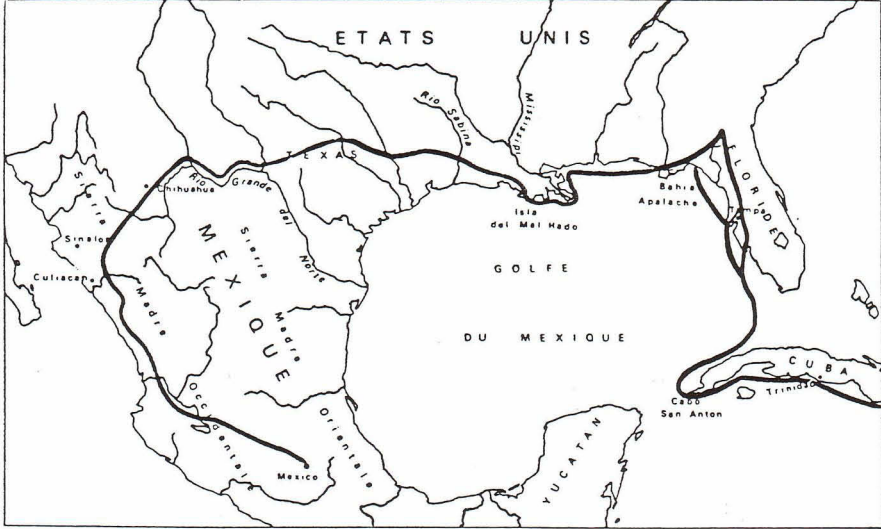 ETATS UNIS
Rio Sabina
Mississipi
TEXAS
FLORIDE
Rio Grande del Norte
Chihuahua
Sierra
Bahia
Apalache
Tampa
Isla
del Mal Hado
Sinaloa
MEXIQUE
Sierra
Madre
Orientale
GOLFE
DU MEXIQUE
Culiacan
Madre
Occidentale
CUBA
Trinidad
Cabo
San Anton
YUCATAN
Mexico